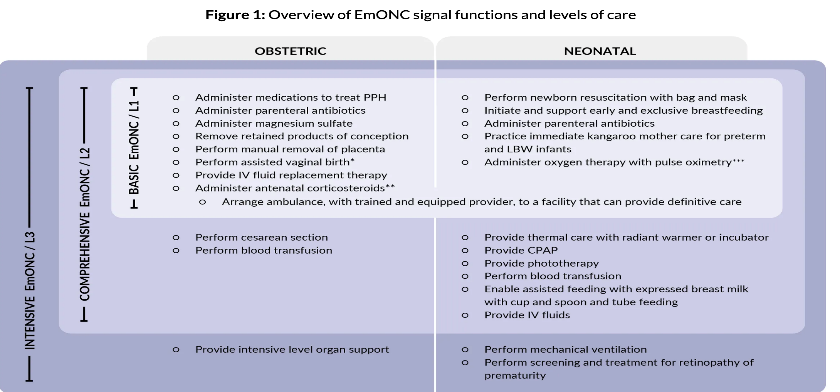 Figure 1: Overview of EmONC signal functions and levels of care
OBSTETRIC
NEONATAL
INTENSIVE EmONC / L3
COMPREHENSIVE EmONC / L2
BASIC EmONC / L1
o Administer medications to treat PPH
o Administer parenteral antibiotics
o Administer magnesium sulfate
o Remove retained products of conception
o Perform manual removal of placenta
o Perform assisted vaginal birth*
o Provide IV fluid replacement therapy
o Administer antenatal corticosteroids**
o Perform newborn resuscitation with bag and mask
o Initiate and support early and exclusive breastfeeding
o Administer parenteral antibiotics
o Practice immediate kangaroo mother care for preterm
and LBW infants
o Administer oxygen therapy with pulse oximetry***
o Arrange ambulance, with trained and equipped provider, to a facility that can provide definitive care
o Perform cesarean section
o Perform blood transfusion
o Provide thermal care with radiant warmer or incubator
o Provide CPAP
o Provide phototherapy
o Perform blood transfusion
o Enable assisted feeding with expressed breast milk
with cup and spoon and tube feeding
o Provide IV fluids
o Provide intensive level organ support
o Perform mechanical ventilation
o Perform screening and treatment for retinopathy of
prematurity